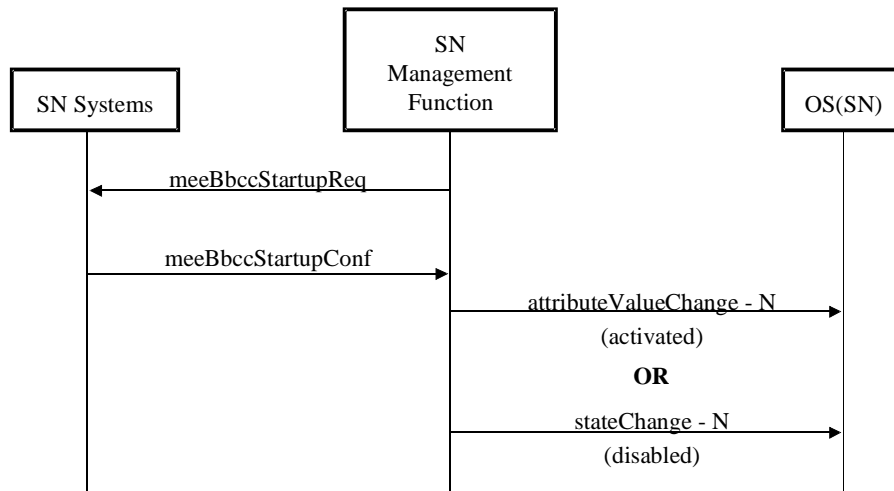 SN
Management
Function
SN Systems
OS(SN)
meeBbccStartupReq
meeBbccStartupConf
attributeValueChange - N
(activated)
OR
stateChange - N
(disabled)